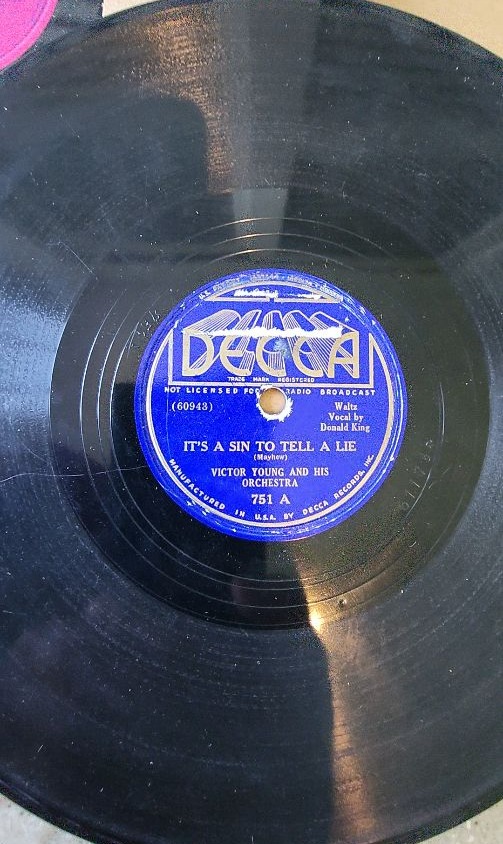 DECCA
TRADE MARK REGISTERED
NOT LICENSED FOR RADIO BROADCAST
(60943)
Waltz
Vocal by
Donald King
IT'S A SIN TO TELL A LIE
(Mayhew)
VICTOR YOUNG AND HIS
ORCHESTRA
751 A
MANUFACTURED IN U.S.A. BY DECCA RECORDS, INC.